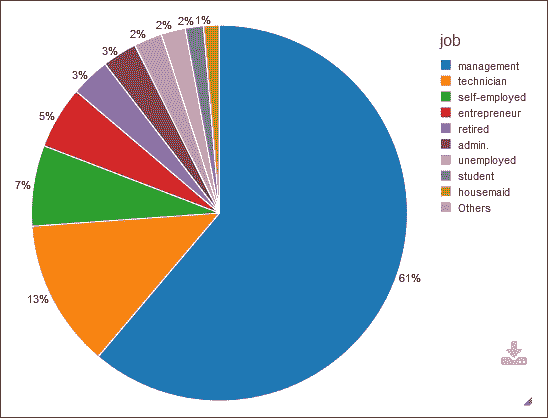 2% 1%
2%
2%
3%
3%
5%
7%
13%
61%
job
management
technician
self-employed
entrepreneur
retired
admin.
unemployed
student
housemaid
Others